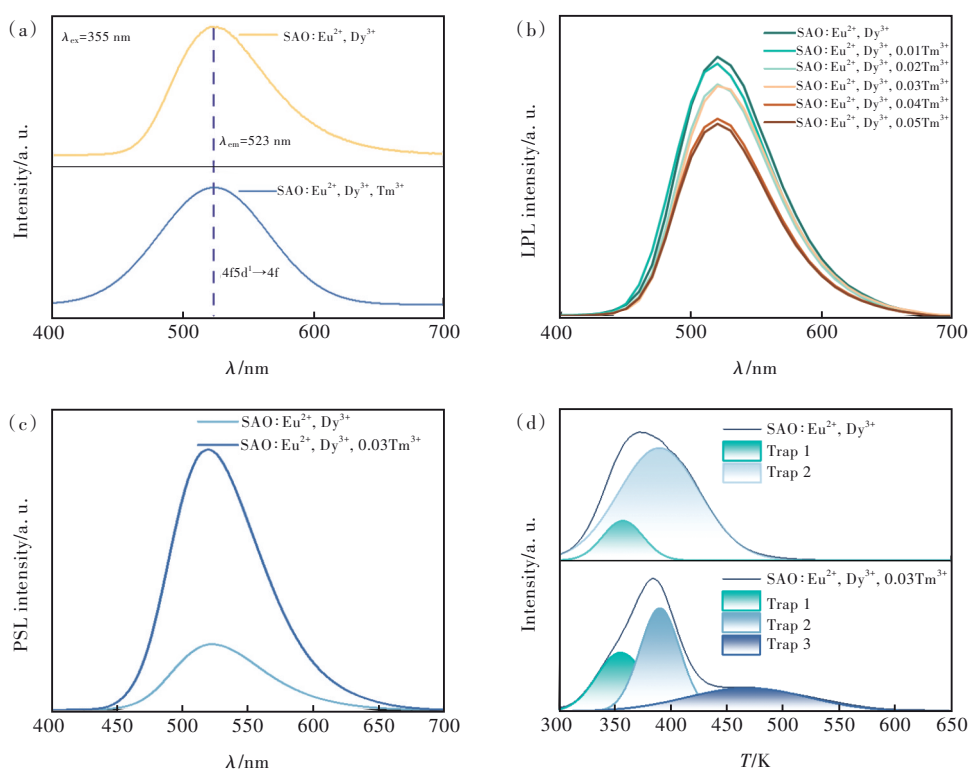 (a)
λex=355 nm
SAO:Eu²⁺, Dy³⁺
λem=523 nm
SAO:Eu²⁺, Dy³⁺, Tm³⁺
4f5d¹→4f
Intensity/a. u.
400 500 600 700
λ/nm
(b)
SAO:Eu²⁺, Dy³⁺
SAO:Eu²⁺, Dy³⁺, 0.01Tm³⁺
SAO:Eu²⁺, Dy³⁺, 0.02Tm³⁺
SAO:Eu²⁺, Dy³⁺, 0.03Tm³⁺
SAO:Eu²⁺, Dy³⁺, 0.04Tm³⁺
SAO:Eu²⁺, Dy³⁺, 0.05Tm³⁺
LPL intensity/a. u.
400 500 600 700
λ/nm
(c)
SAO:Eu²⁺, Dy³⁺
SAO:Eu²⁺, Dy³⁺, 0.03Tm³⁺
PSL intensity/a. u.
400 450 500 550 600 650 700
λ/nm
(d)
SAO:Eu²⁺, Dy³⁺
Trap 1
Trap 2
SAO:Eu²⁺, Dy³⁺, 0.03Tm³⁺
Trap 1
Trap 2
Trap 3
Intensity/a. u.
300 350 400 450 500 550 600 650
T/K